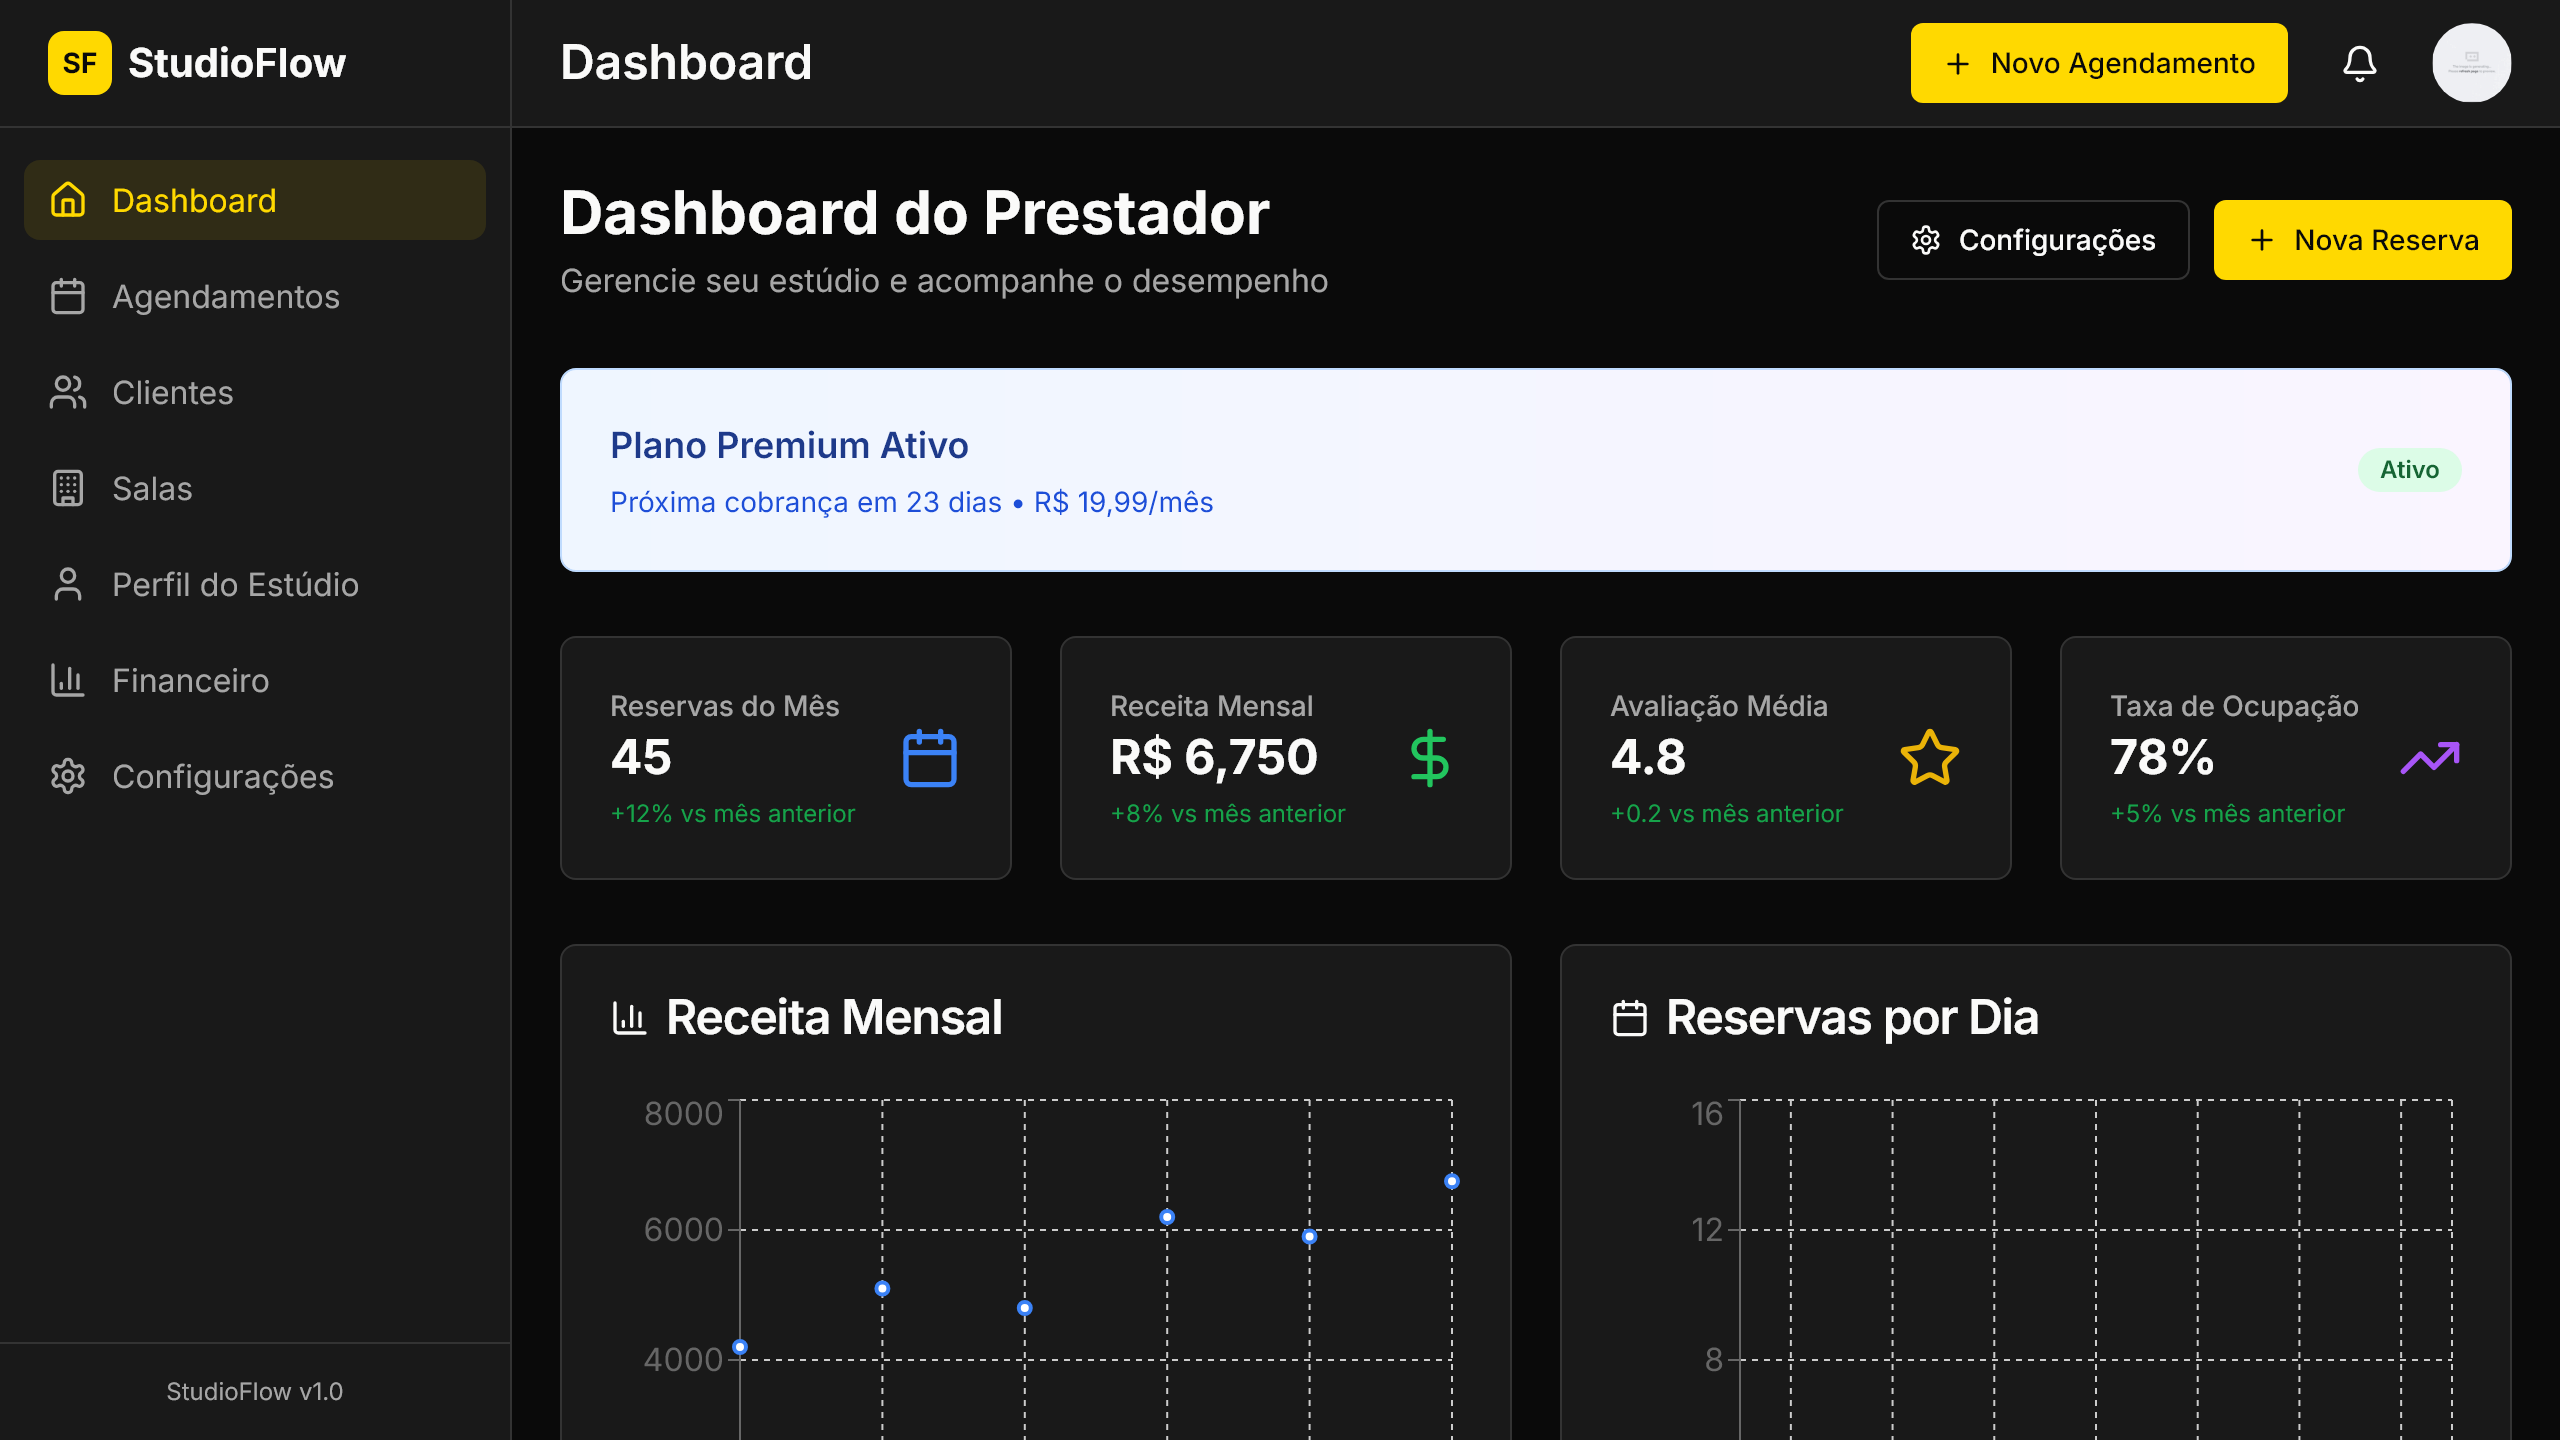 SF StudioFlow
Dashboard
Novo Agendamento
Dashboard
Agendamentos
Clientes
Salas
Perfil do Estúdio
Financeiro
Configurações
StudioFlow v1.0
Dashboard do Prestador
Gerencie seu estúdio e acompanhe o desempenho
Configurações
Nova Reserva
Plano Premium Ativo
Próxima cobrança em 23 dias • R$ 19,99/mês
Ativo
Reservas do Mês
45
+12% vs mês anterior
Receita Mensal
R$ 6,750
+8% vs mês anterior
Avaliação Média
4.8
+0.2 vs mês anterior
Taxa de Ocupação
78%
+5% vs mês anterior
Receita Mensal
8000
6000
4000
Reservas por Dia
16
12
8